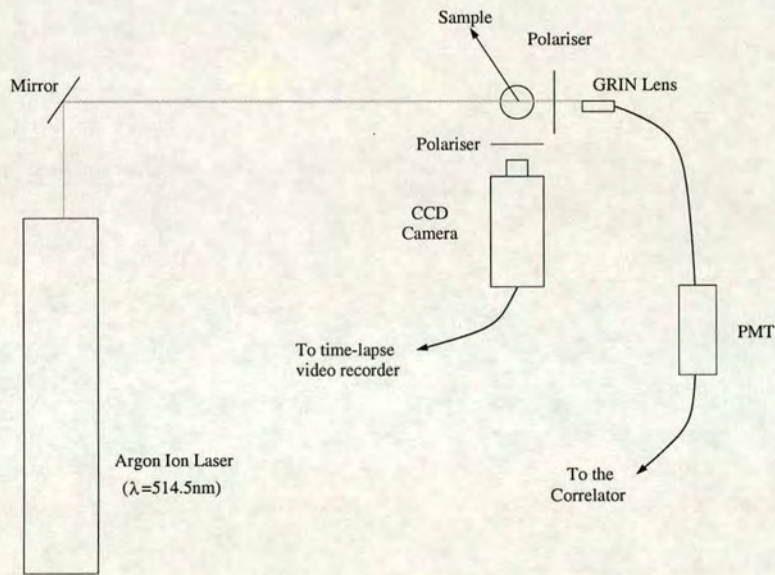 Sample
Polariser
Mirror
GRIN Lens
Polariser
CCD
Camera
To time-lapse
video recorder
PMT
Argon Ion Laser
(λ=514.5nm)
To the
Correlator